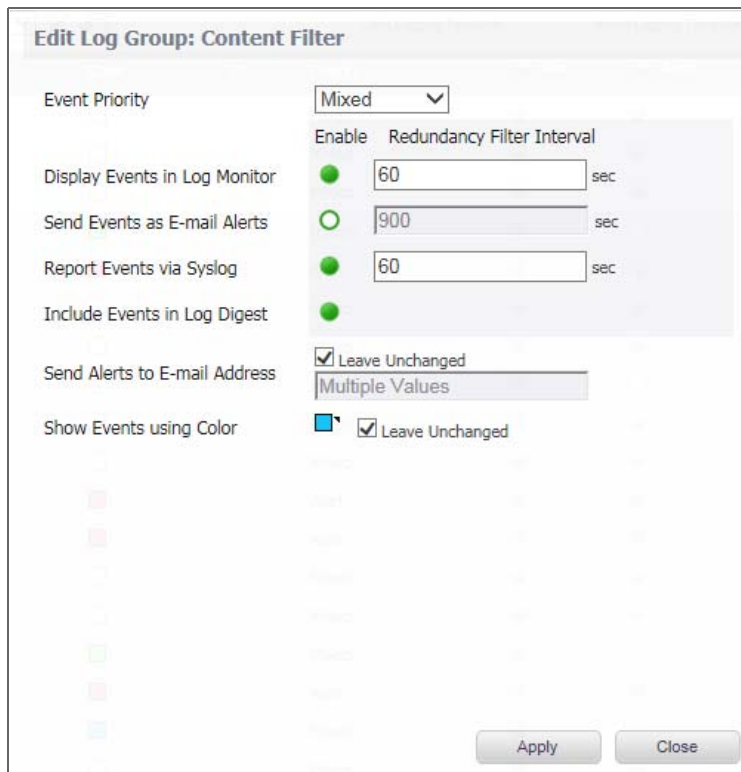 Edit Log Group: Content Filter
Event Priority Mixed
Enable Redundancy Filter Interval
Display Events in Log Monitor 60 sec
Send Events as E-mail Alerts 900 sec
Report Events via Syslog 60 sec
Include Events in Log Digest
Leave Unchanged
Send Alerts to E-mail Address
Multiple Values
Show Events using Color Leave Unchanged
Apply Close